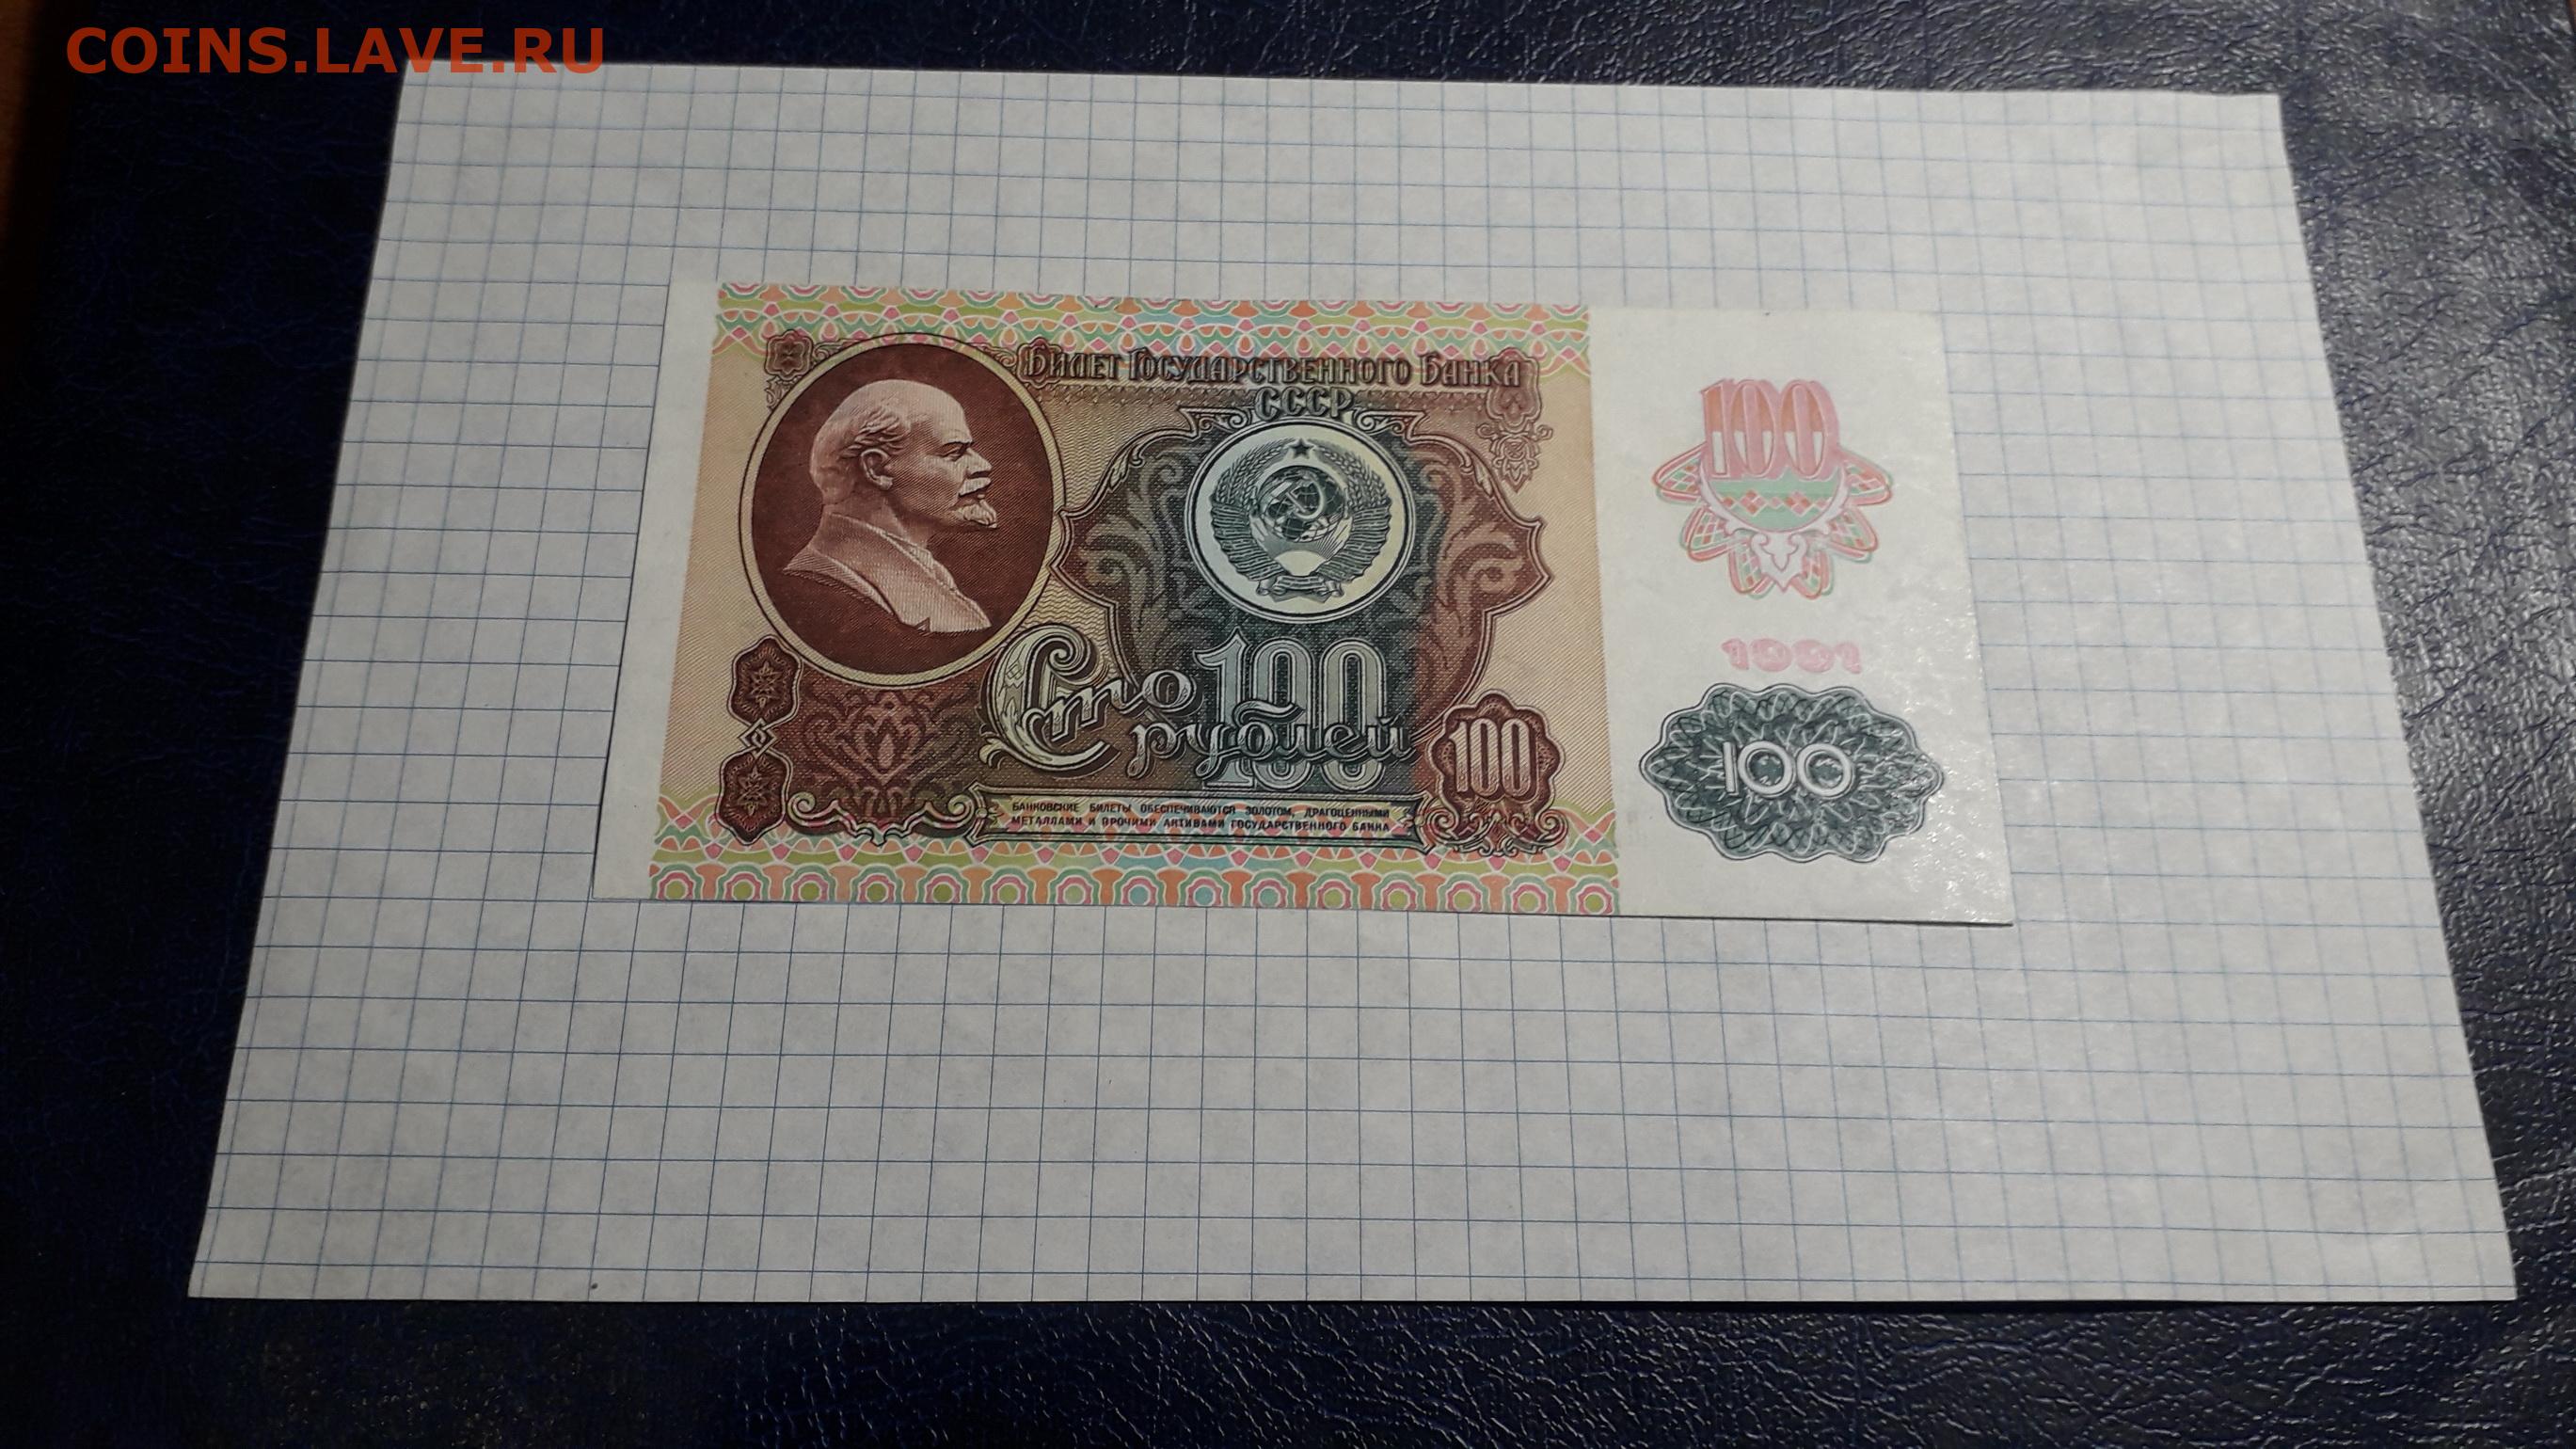 COINS.LAVE.RU
Билет Государственного Банка
СССР
100
1991
Сто
рублей
100
100
100
БАНКОВСКИЕ БИЛЕТЫ ОБЕСПЕЧИВАЮТСЯ ЗОЛОТОМ, ДРАГОЦЕННЫМИ
МЕТАЛЛАМИ И ПРОЧИМИ АКТИВАМИ ГОСУДАРСТВЕННОГО БАНКА